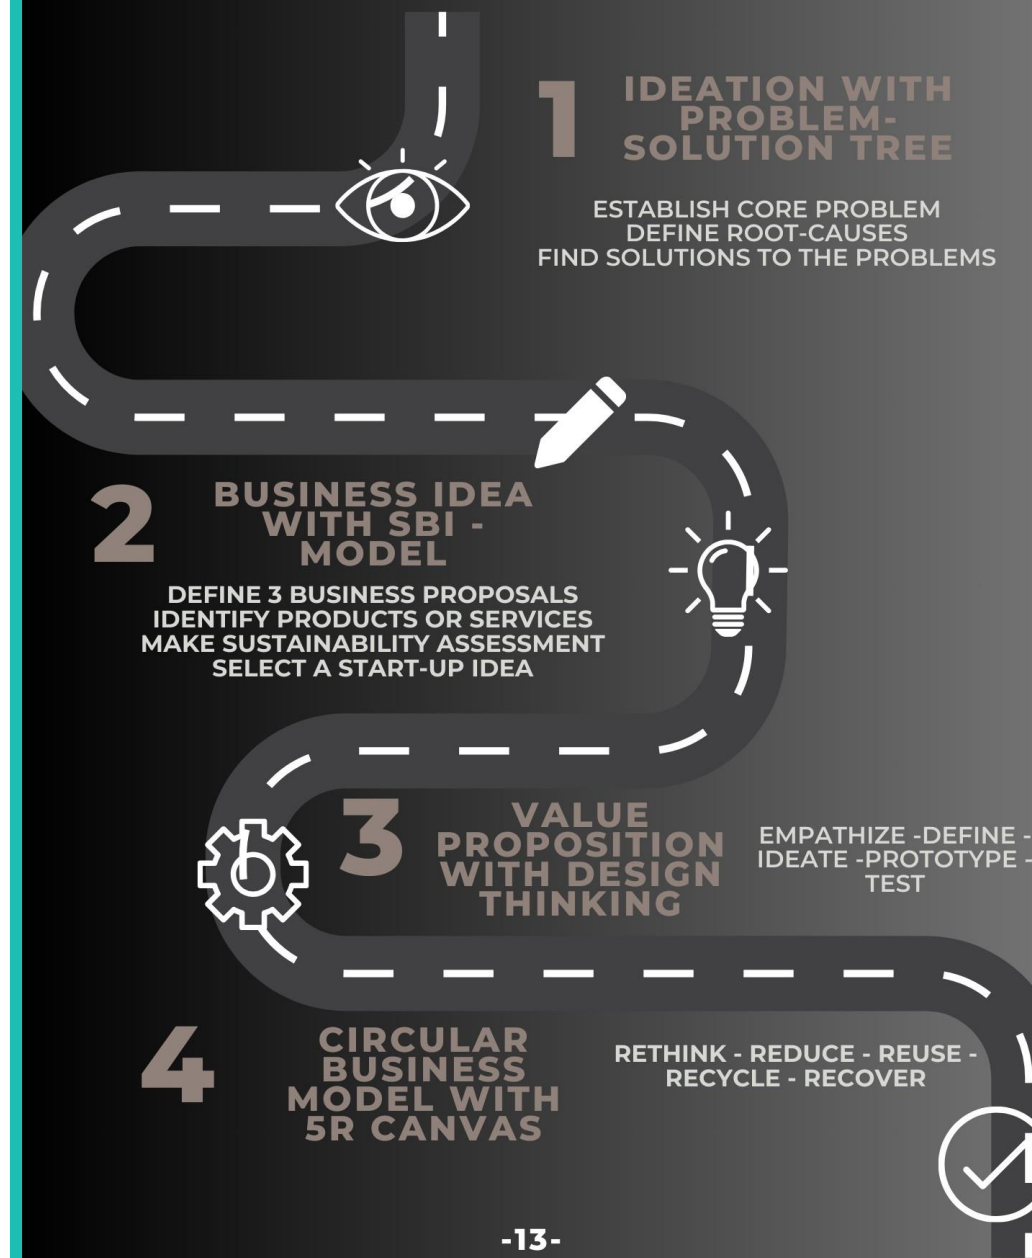 1
IDEATION WITH
PROBLEM-
SOLUTION TREE
ESTABLISH CORE PROBLEM
DEFINE ROOT-CAUSES
FIND SOLUTIONS TO THE PROBLEMS
2
BUSINESS IDEA
WITH SBI -
MODEL
DEFINE 3 BUSINESS PROPOSALS
IDENTIFY PRODUCTS OR SERVICES
MAKE SUSTAINABILITY ASSESSMENT
SELECT A START-UP IDEA
3
VALUE
PROPOSITION
WITH DESIGN
THINKING
EMPATHIZE -DEFINE -
IDEATE -PROTOTYPE -
TEST
4
CIRCULAR
BUSINESS
MODEL WITH
5R CANVAS
RETHINK - REDUCE - REUSE -
RECYCLE - RECOVER
-13-